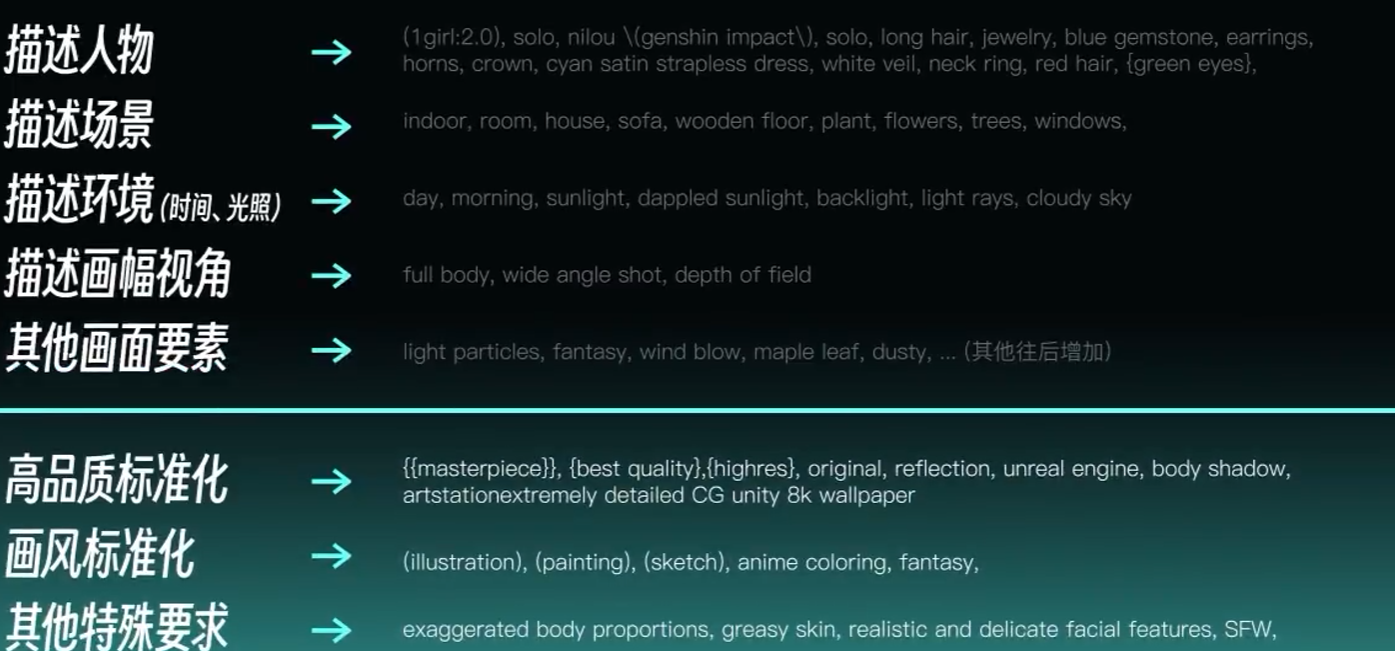 描述人物 → (1girl:2.0), solo, nilou \(genshin impact\), solo, long hair, jewelry, blue gemstone, earrings,
horns, crown, cyan satin strapless dress, white veil, neck ring, red hair, {green eyes},
描述场景 → indoor, room, house, sofa, wooden floor, plant, flowers, trees, windows,
描述环境 (时间、光照) → day, morning, sunlight, dappled sunlight, backlight, light rays, cloudy sky
描述画幅视角 → full body, wide angle shot, depth of field
其他画面要素 → light particles, fantasy, wind blow, maple leaf, dusty, ... (其他往后增加)
高品质标准化 → {{masterpiece}}, {best quality},{highres}, original, reflection, unreal engine, body shadow,
artstationextremely detailed CG unity 8k wallpaper
画风标准化 → (illustration), (painting), (sketch), anime coloring, fantasy,
其他特殊要求 → exaggerated body proportions, greasy skin, realistic and delicate facial features, SFW,